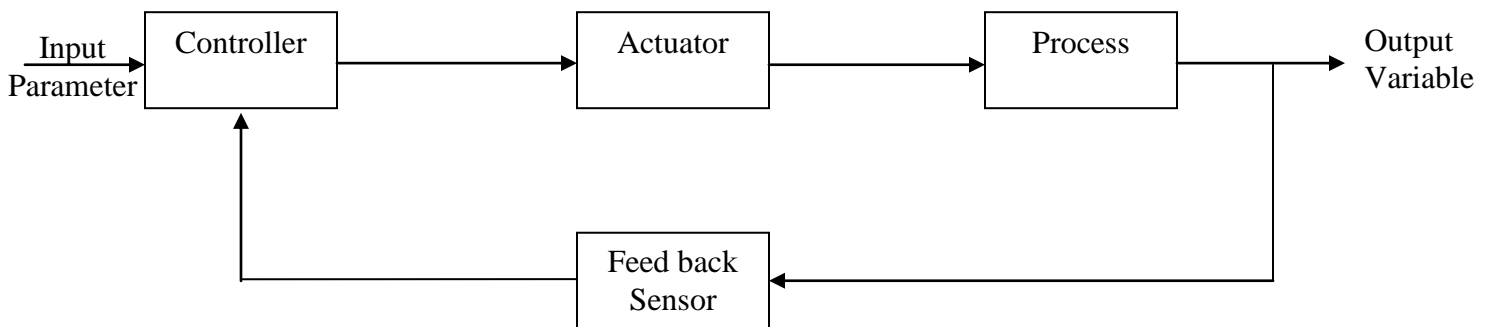 Input
Parameter
Controller
Actuator
Process
Output
Variable
Feed back
Sensor